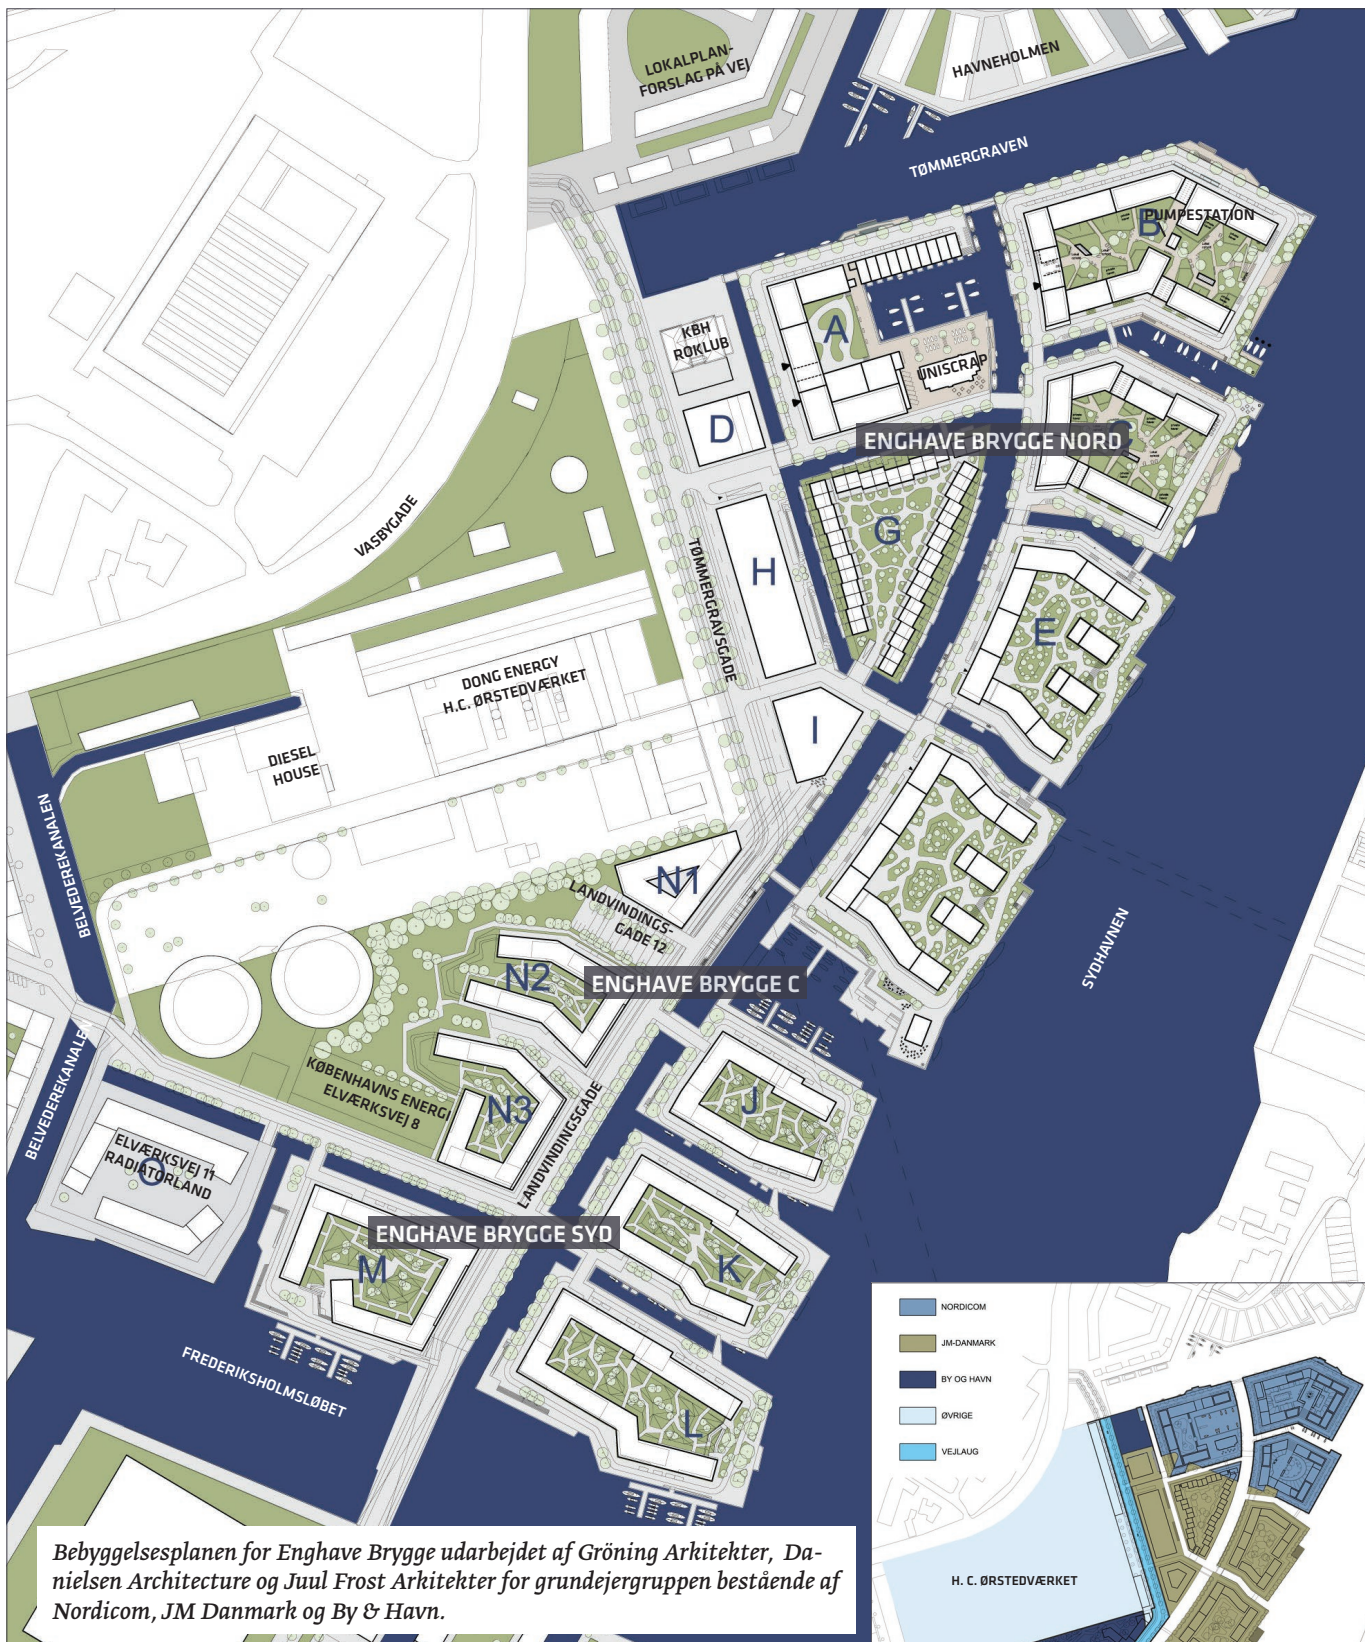 LOKALPLAN-
FORSLAG PÅ VEJ
HAVNEHOLMEN
TØMMERGRAVEN
B
PUMPESTATION
KBH
ROKLUB
A
UNISCRAP
D
C
ENGHAVE BRYGGE NORD
VASBYGADE
TØMMERGRAVSGADE
H
G
E
DONG ENERGY
H.C. ØRSTEDVÆRKET
DIESEL
HOUSE
I
BELVEDEREKANALEN
N1
LANDVINDINGS-
GADE 12
SYDHAVNEN
N2
ENGHAVE BRYGGE C
BELVEDEREKANALEN
KØBENHAVNS ENERGI
ELVÆRKSVEJ 8
N3
J
LANDVINDINGSGADE
ELVÆRKSVEJ 11
RADIATORLAND
O
ENGHAVE BRYGGE SYD
M
K
FREDERIKSHOLMSLØBET
L
NORDICOM
JM-DANMARK
BY OG HAVN
ØVRIGE
VEJLAUG
H. C. ØRSTEDVÆRKET
Bebyggelsesplanen for Enghave Brygge udarbejdet af Gröning Arkitekter, Da-
nielsen Architecture og Juul Frost Arkitekter for grundejergruppen bestående af
Nordicom, JM Danmark og By & Havn.